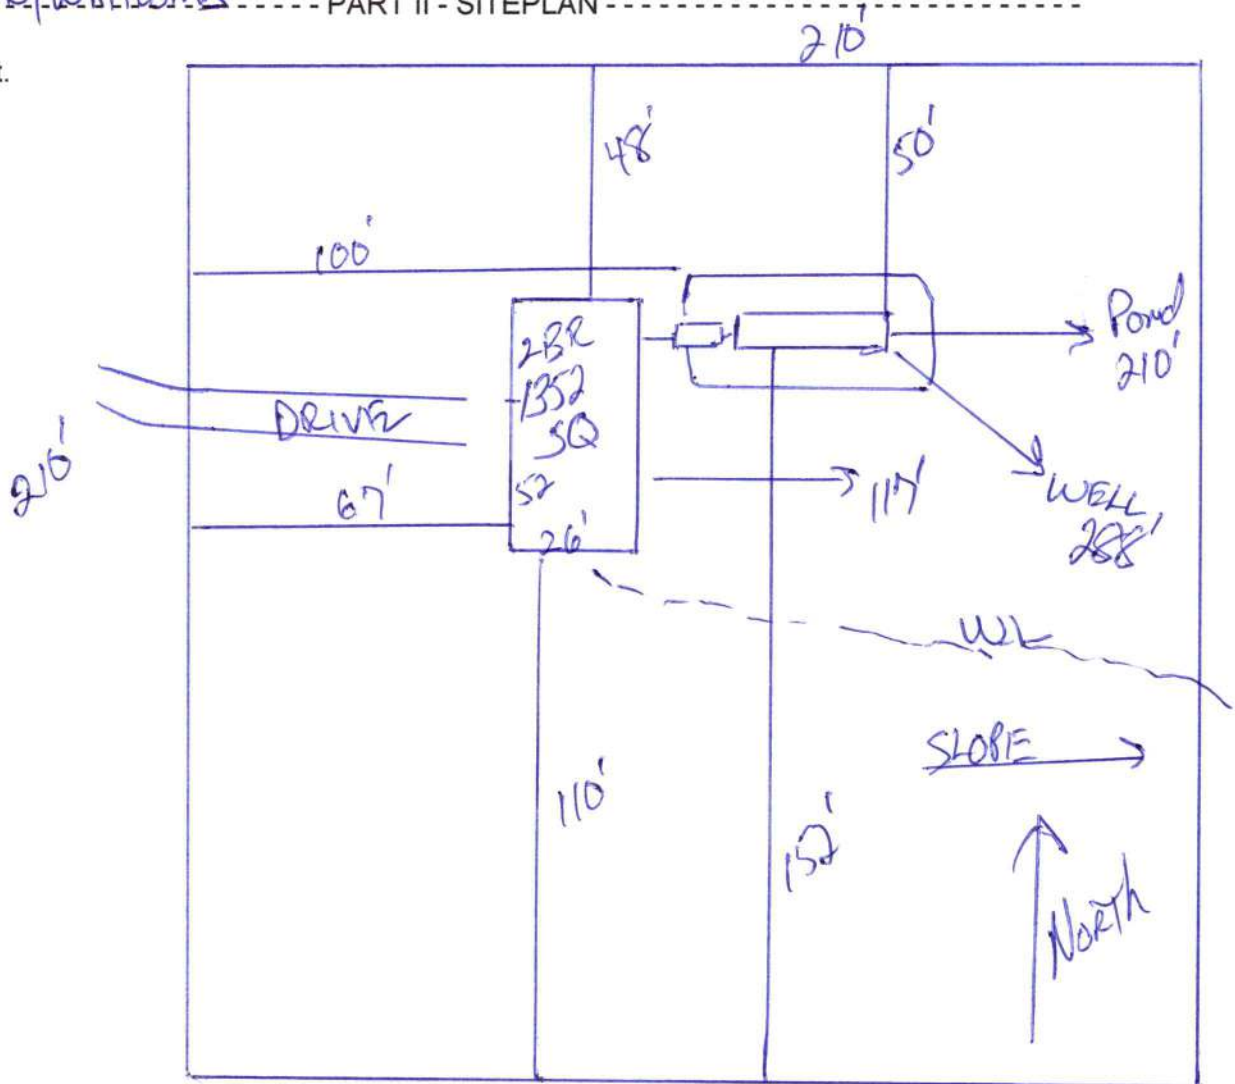 PART II - SITEPLAN
210'
48'
50'
100'
2BR
1352
SQ
52
26'
DRIVE
210'
67'
117'
Pond
210'
WELL
288'
WL
SLOPE
110'
152'
NORTH